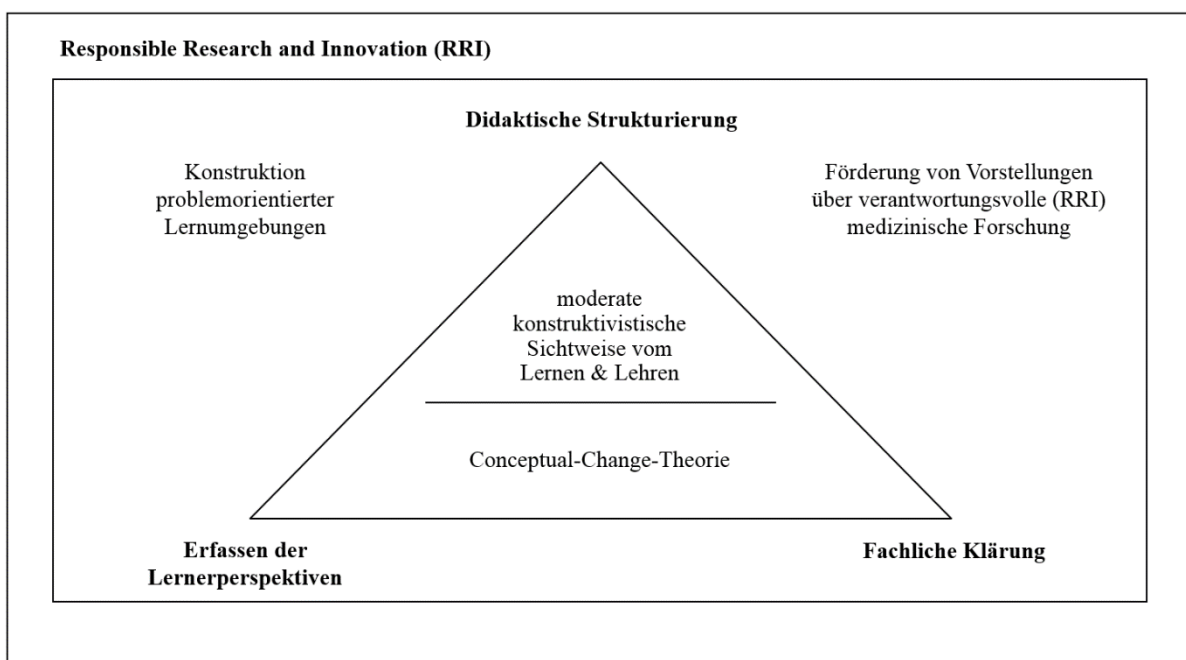 Responsible Research and Innovation (RRI)
Didaktische Strukturierung
Konstruktion
problemorientierter
Lernumgebungen
Förderung von Vorstellungen
über verantwortungsvolle (RRI)
medizinische Forschung
moderate
konstruktivistische
Sichtweise vom
Lernen & Lehren
Conceptual-Change-Theorie
Erfassen der
Lernerperspektiven
Fachliche Klärung